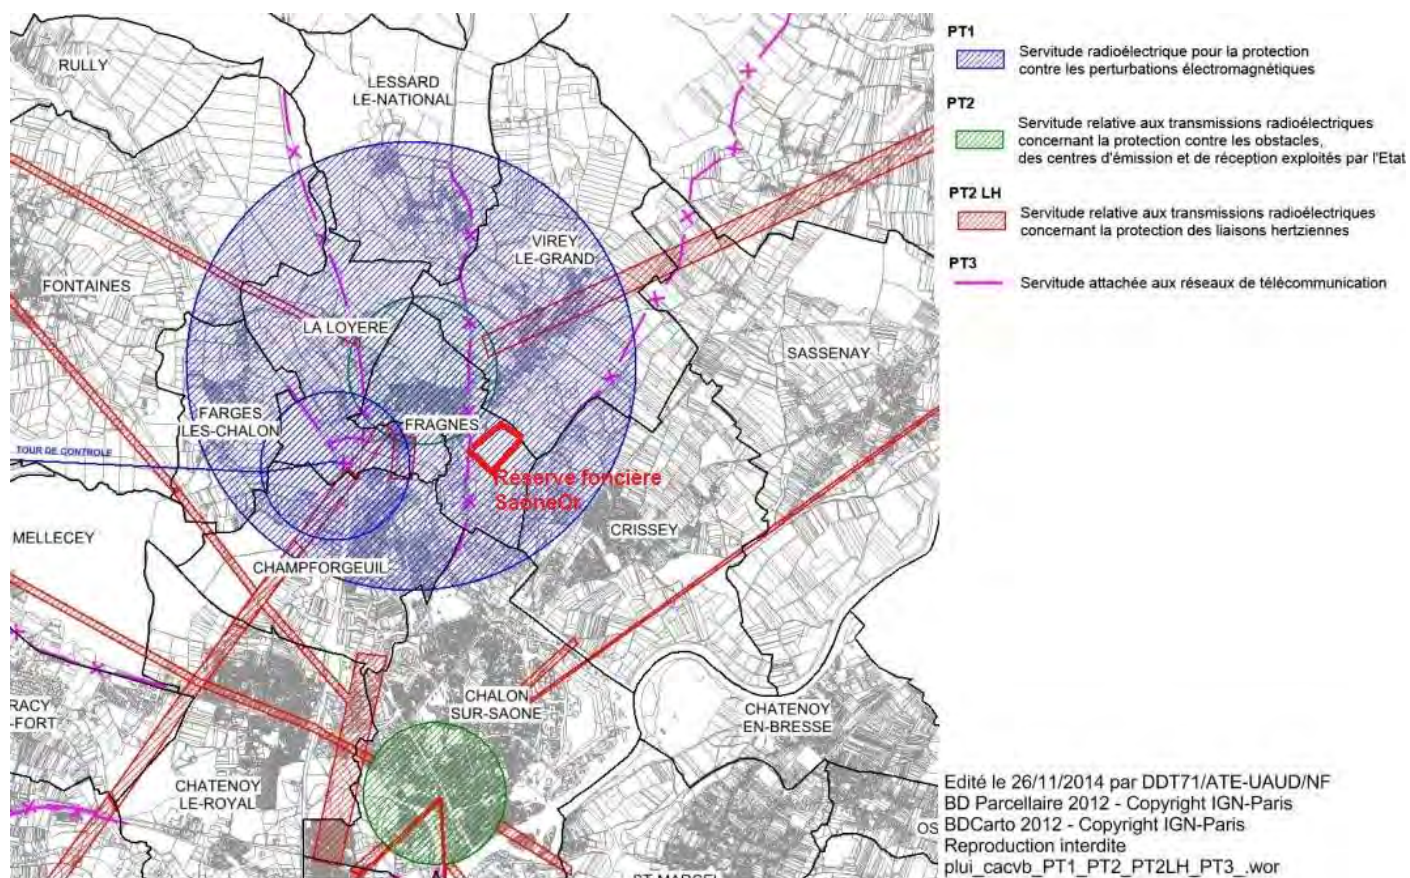 RULLY
LESSARD
LE-NATIONAL
VIREY
LE-GRAND
FONTAINES
LA LOYERE
SASSENAY
FARGES
LES-CHALON
FRAGNES
TOUR DE CONTROLE
Réserve foncière
SaôneOr
MELLECEY
CRISSEY
CHAMPFORGEUIL
RACY
-FORT
CHALON
SUR-SAONE
CHATENOY
EN-BRESSE
CHATENOY
LE-ROYAL
OS
ST-MARCEL
PT1
Servitude radioélectrique pour la protection
contre les perturbations électromagnétiques
PT2
Servitude relative aux transmissions radioélectriques
concernant la protection contre les obstacles,
des centres d'émission et de réception exploités par l'Etat
PT2 LH
Servitude relative aux transmissions radioélectriques
concernant la protection des liaisons hertziennes
PT3
Servitude attachée aux réseaux de télécommunication
Edité le 26/11/2014 par DDT71/ATE-UAUD/NF
BD Parcellaire 2012 - Copyright IGN-Paris
BDCarto 2012 - Copyright IGN-Paris
Reproduction interdite
plui_cacvb_PT1_PT2_PT2LH_PT3_.wor